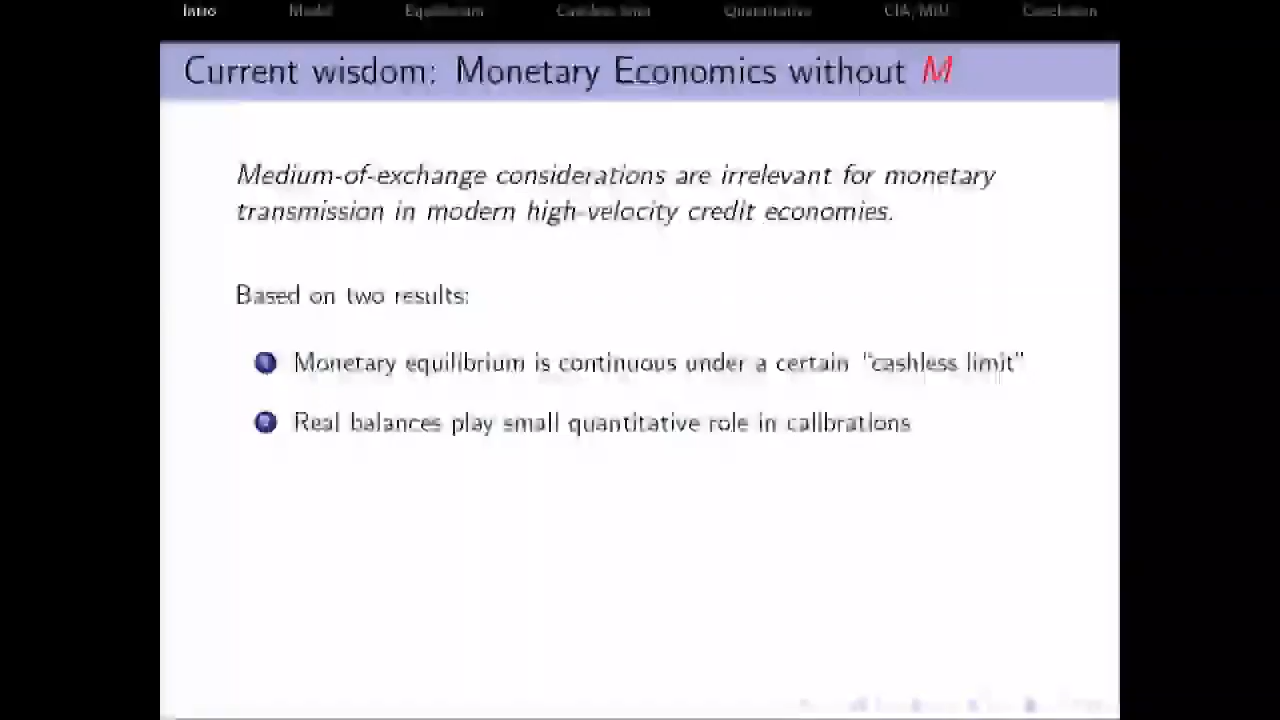 Intro Model Equilibrium Cashless limit Quantitative CIA/MIU Conclusion
Current wisdom: Monetary Economics without M
Medium-of-exchange considerations are irrelevant for monetary
transmission in modern high-velocity credit economies.
Based on two results:
1 Monetary equilibrium is continuous under a certain "cashless limit"
2 Real balances play small quantitative role in calibrations